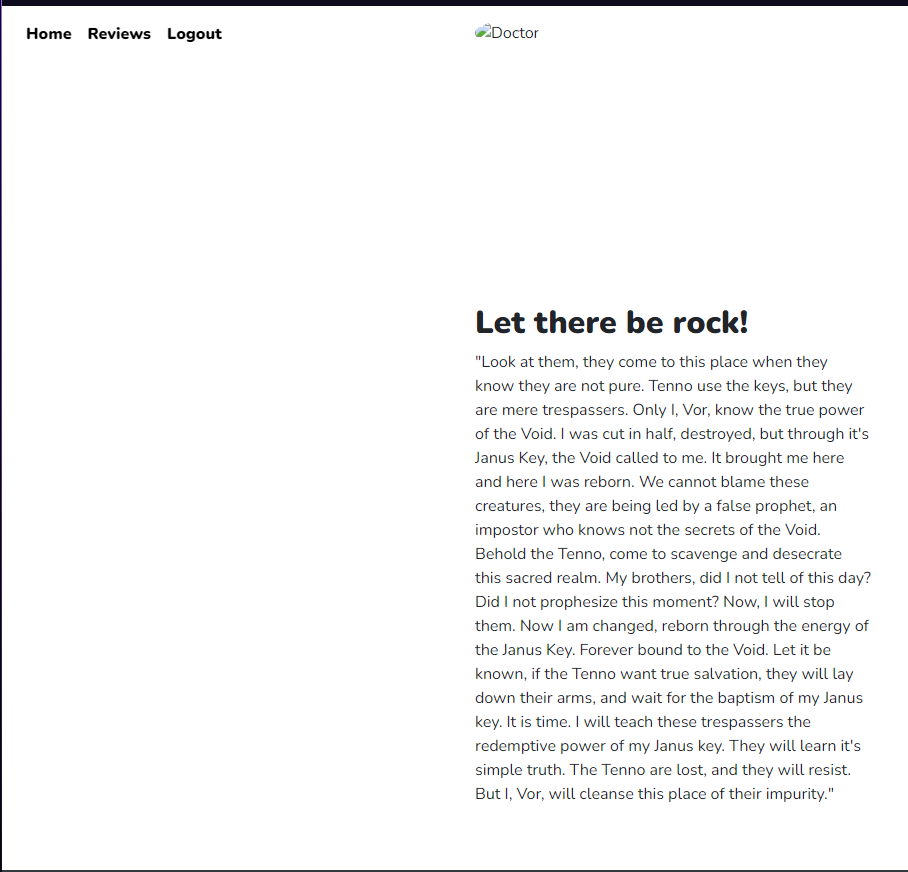 Home Reviews Logout
Doctor
Let there be rock!
"Look at them, they come to this place when they
know they are not pure. Tenno use the keys, but they
are mere trespassers. Only I, Vor, know the true power
of the Void. I was cut in half, destroyed, but through it's
Janus Key, the Void called to me. It brought me here
and here I was reborn. We cannot blame these
creatures, they are being led by a false prophet, an
impostor who knows not the secrets of the Void.
Behold the Tenno, come to scavenge and desecrate
this sacred realm. My brothers, did I not tell of this day?
Did I not prophesize this moment? Now, I will stop
them. Now I am changed, reborn through the energy of
the Janus Key. Forever bound to the Void. Let it be
known, if the Tenno want true salvation, they will lay
down their arms, and wait for the baptism of my Janus
key. It is time. I will teach these trespassers the
redemptive power of my Janus key. They will learn it's
simple truth. The Tenno are lost, and they will resist.
But I, Vor, will cleanse this place of their impurity."